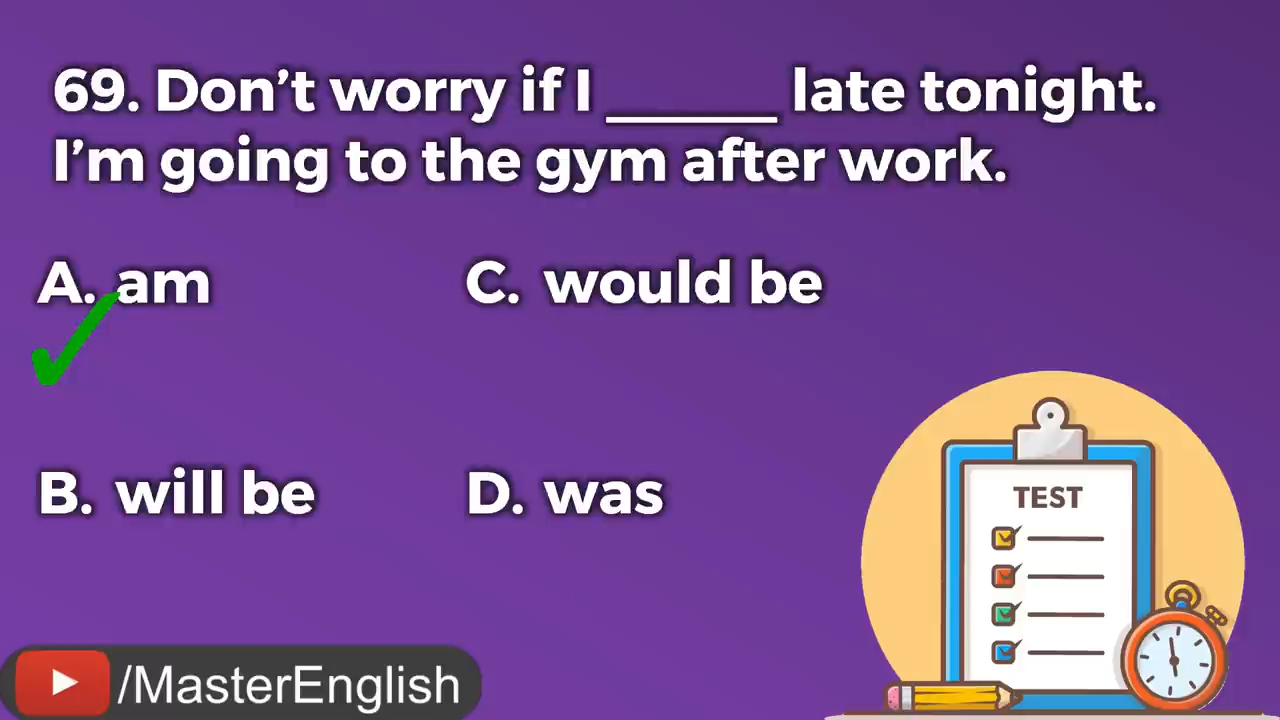 69. Don’t worry if I ______ late tonight.
I’m going to the gym after work.
A. am
C. would be
B. will be
D. was
TEST
/MasterEnglish